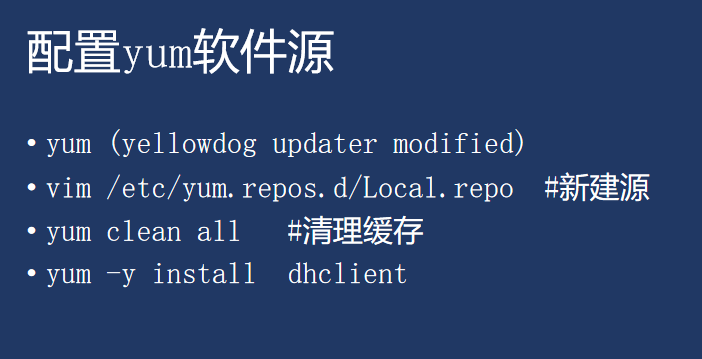 配置yum软件源
• yum (yellowdog updater modified)
• vim /etc/yum.repos.d/Local.repo  #新建源
• yum clean all   #清理缓存
• yum -y install  dhclient